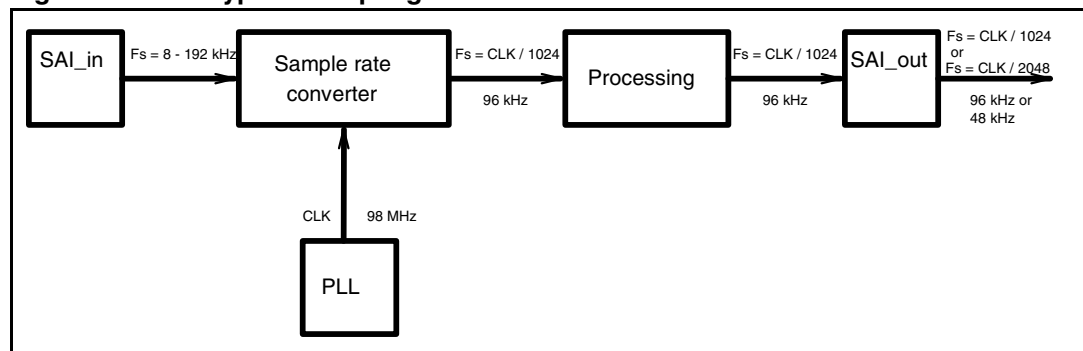 SAI_in
Fs = 8 - 192 kHz
Sample rate
converter
Fs = CLK / 1024
96 kHz
Processing
Fs = CLK / 1024
96 kHz
SAI_out
Fs = CLK / 1024
or
Fs = CLK / 2048
96 kHz or
48 kHz
CLK
98 MHz
PLL